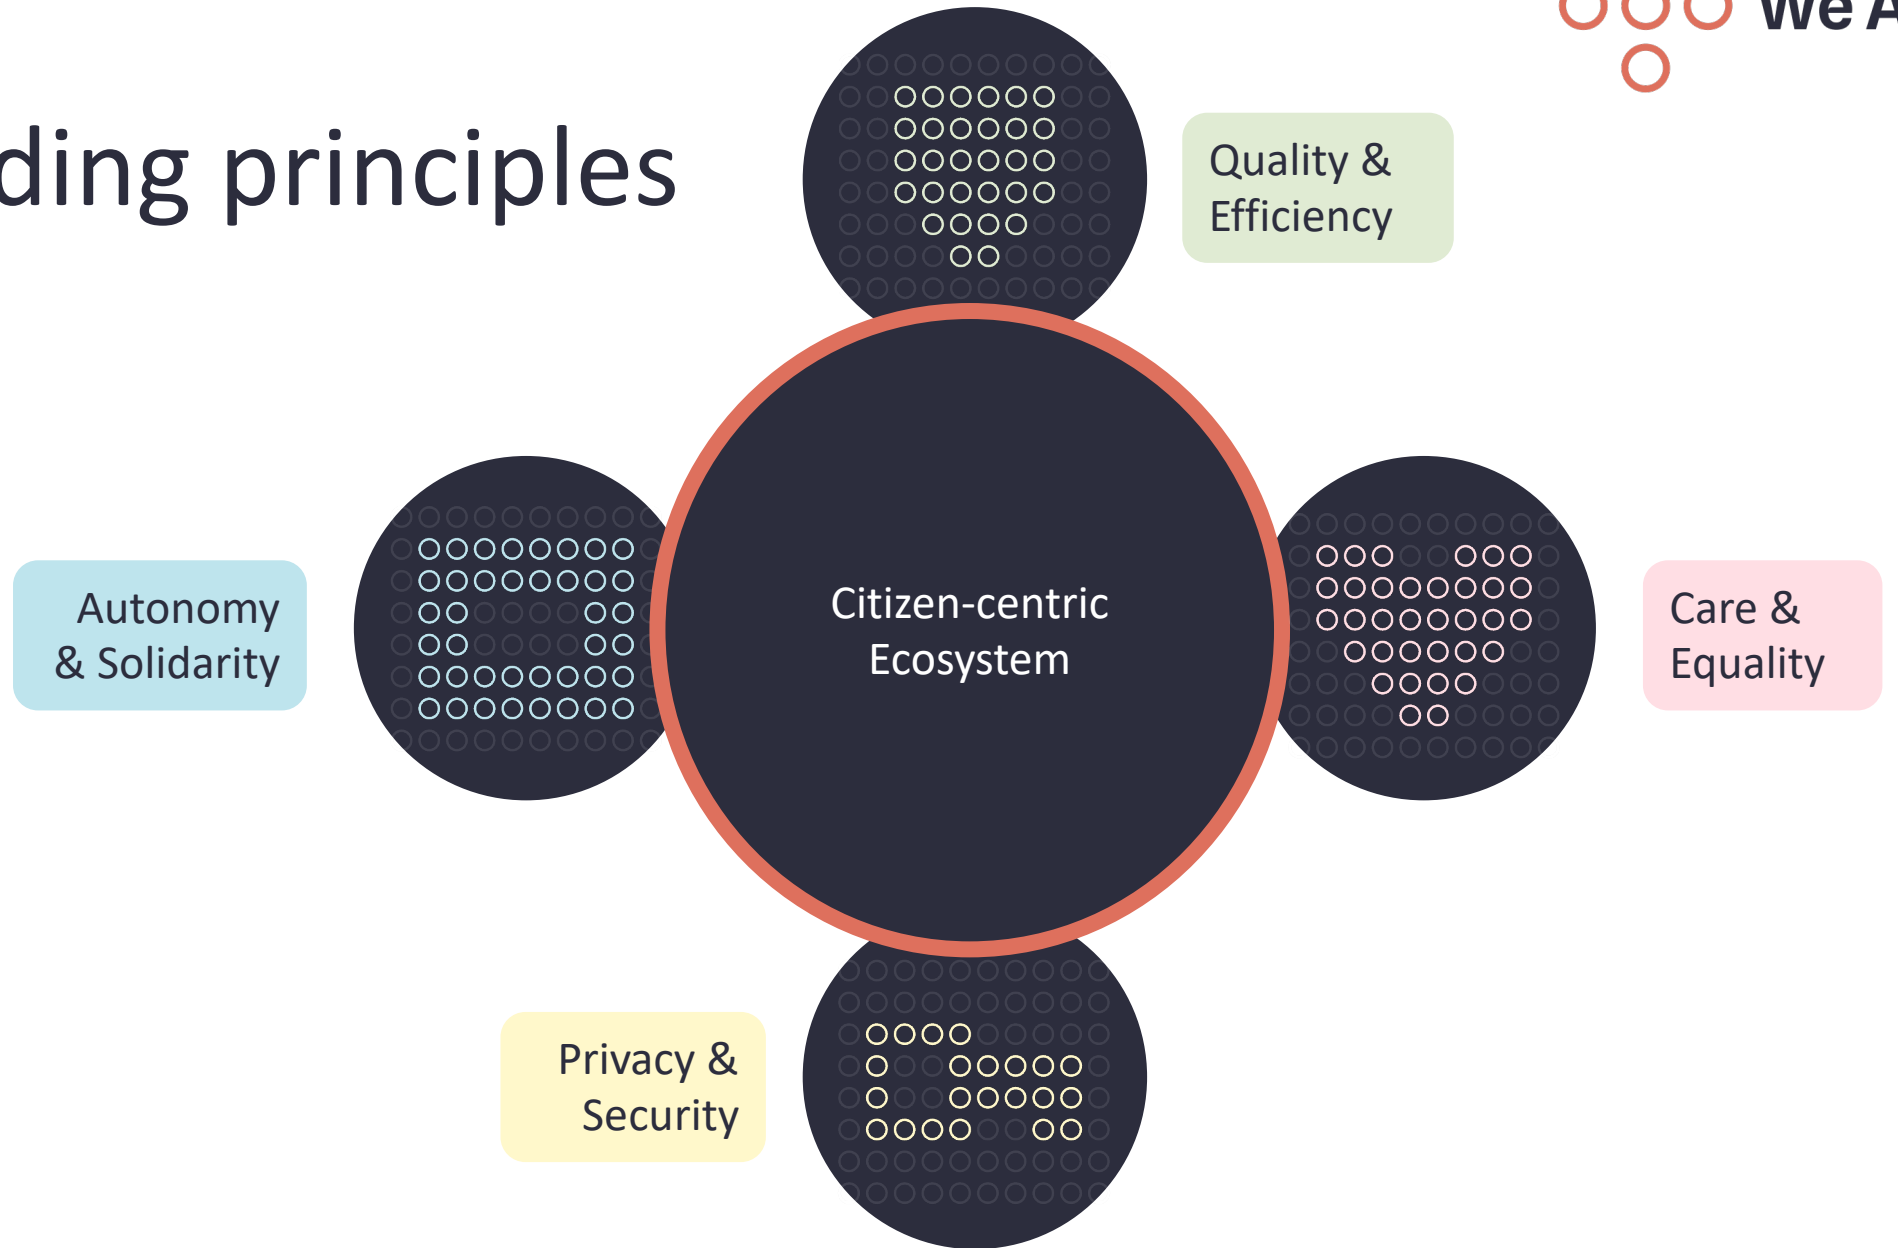 We A
ding principles
Quality &
Efficiency
Citizen-centric
Ecosystem
Autonomy
& Solidarity
Care &
Equality
Privacy &
Security